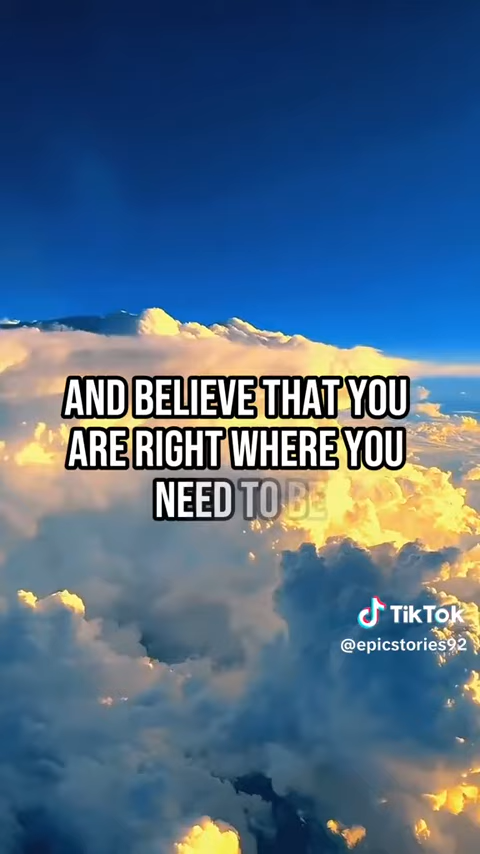 AND BELIEVE THAT YOU
ARE RIGHT WHERE YOU
NEED TO BE
TikTok
@epicstories92